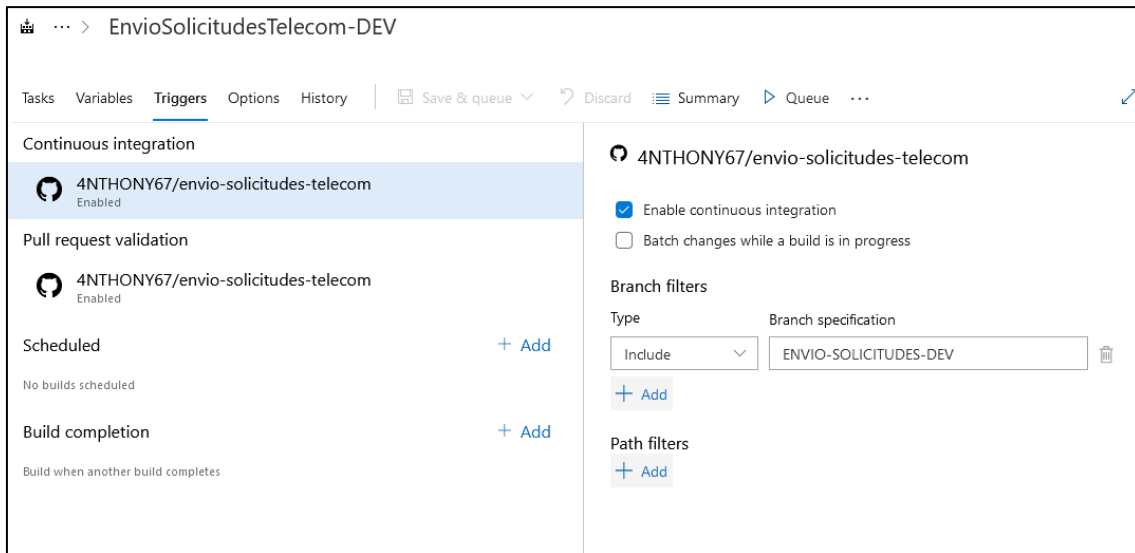 ··· > EnvioSolicitudesTelecom-DEV
Tasks Variables Triggers Options History Save & queue Discard Summary Queue ···
Continuous integration
4NTHONY67/envio-solicitudes-telecom
Enabled
Pull request validation
4NTHONY67/envio-solicitudes-telecom
Enabled
Scheduled + Add
No builds scheduled
Build completion + Add
Build when another build completes
4NTHONY67/envio-solicitudes-telecom
Enable continuous integration
Batch changes while a build is in progress
Branch filters
Type Branch specification
Include ENVIO-SOLICITUDES-DEV
+ Add
Path filters
+ Add